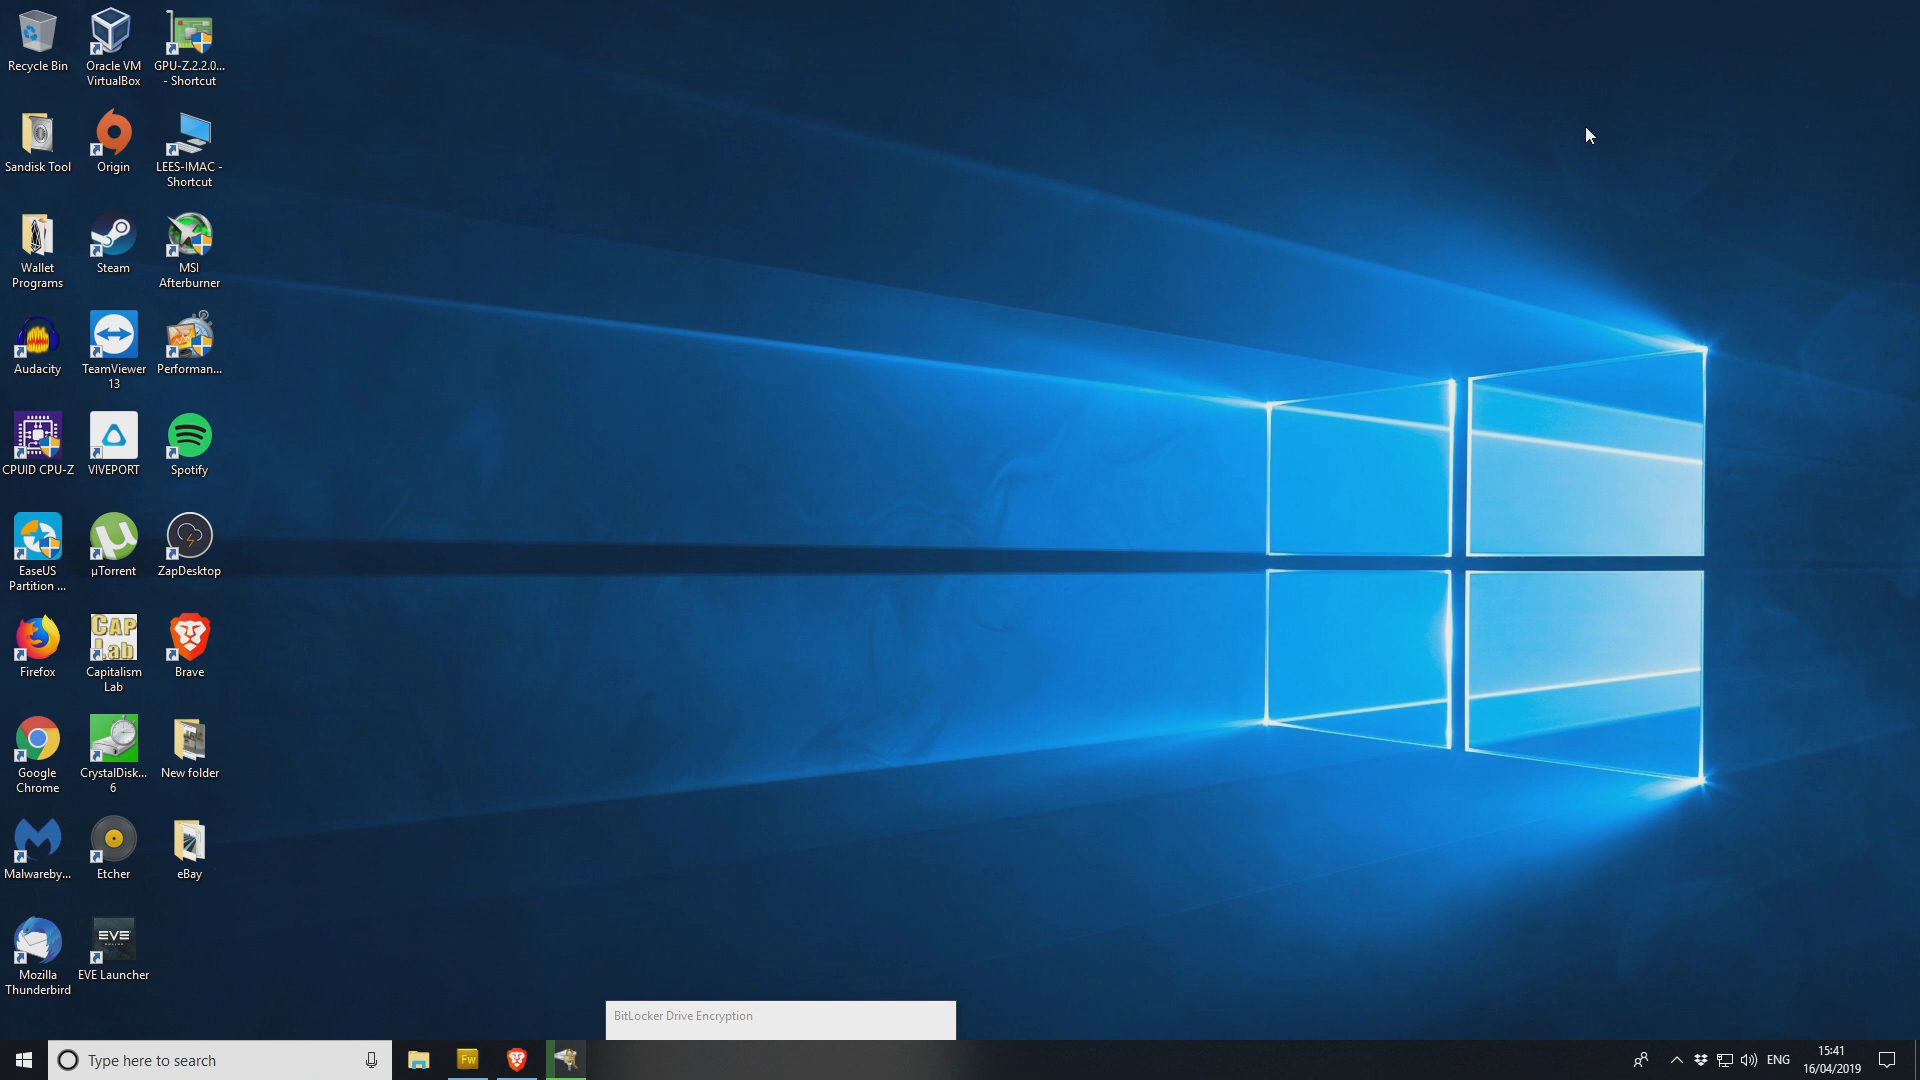 Recycle Bin
Oracle VM
VirtualBox
GPU-Z.2.2.0...
- Shortcut
Sandisk Tool
Origin
LEES-IMAC -
Shortcut
Wallet
Programs
Steam
MSI
Afterburner
Audacity
TeamViewer
13
Performan...
CPUID CPU-Z
VIVEPORT
Spotify
EaseUS
Partition ...
µTorrent
ZapDesktop
Firefox
CAP
Lab
Capitalism
Lab
Brave
Google
Chrome
CrystalDisk...
6
New folder
Malwareby...
Etcher
eBay
Mozilla
Thunderbird
EVE
ONLINE
EVE Launcher
BitLocker Drive Encryption
Type here to search
Fw
ENG
15:41
16/04/2019